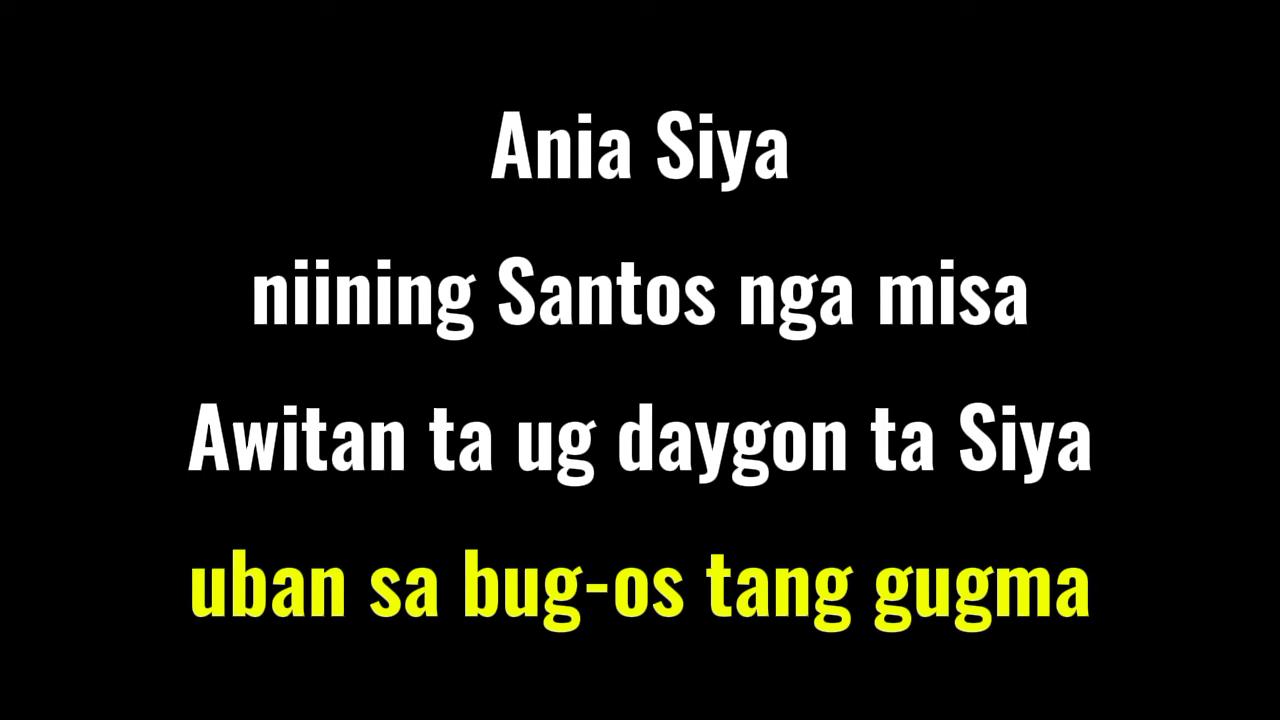 Ania Siya
niining Santos nga misa
Awitan ta ug daygon ta Siya
uban sa bug-os tang gugma